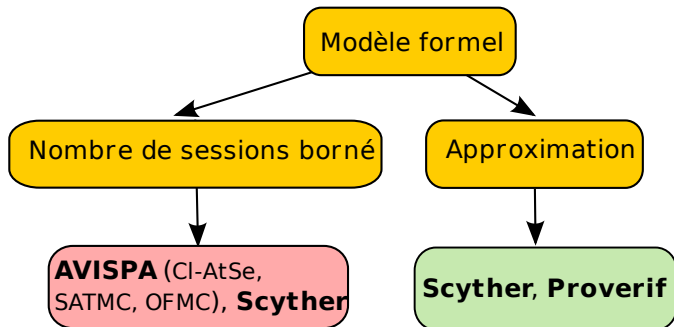 Modèle formel
Nombre de sessions borné
Approximation
AVISPA (Cl-AtSe,
SATMC, OFMC), Scyther
Scyther, Proverif